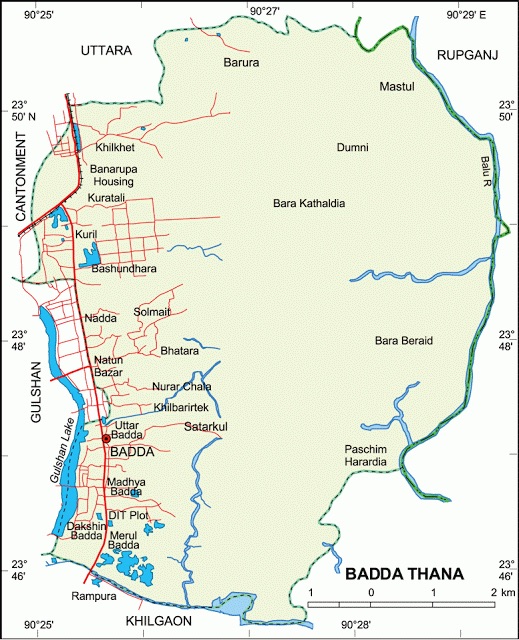 90°25'
90°27'
90°29' E
UTTARA
RUPGANJ
Barura
Mastul
23°
50' N
23°
50'
CANTONMENT
Khilkhet
Dumni
Balu R
Banarupa
Housing
Kuratali
Bara Kathaldia
Kuril
Bashundhara
Nadda
Solmait
23°
48'
23°
48'
Bhatara
Bara Beraid
GULSHAN
Natun
Bazar
Nurar Chala
Khilbarirtek
Gulshan Lake
Uttar
Badda
Satarkul
BADDA
Paschim
Harardia
Madhya
Badda
DIT Plot
Dakshin
Badda
Merul
Badda
23°
46'
23°
46'
BADDA THANA
Rampura
1 0 1 2 km
KHILGAON
90°25'
90°28'